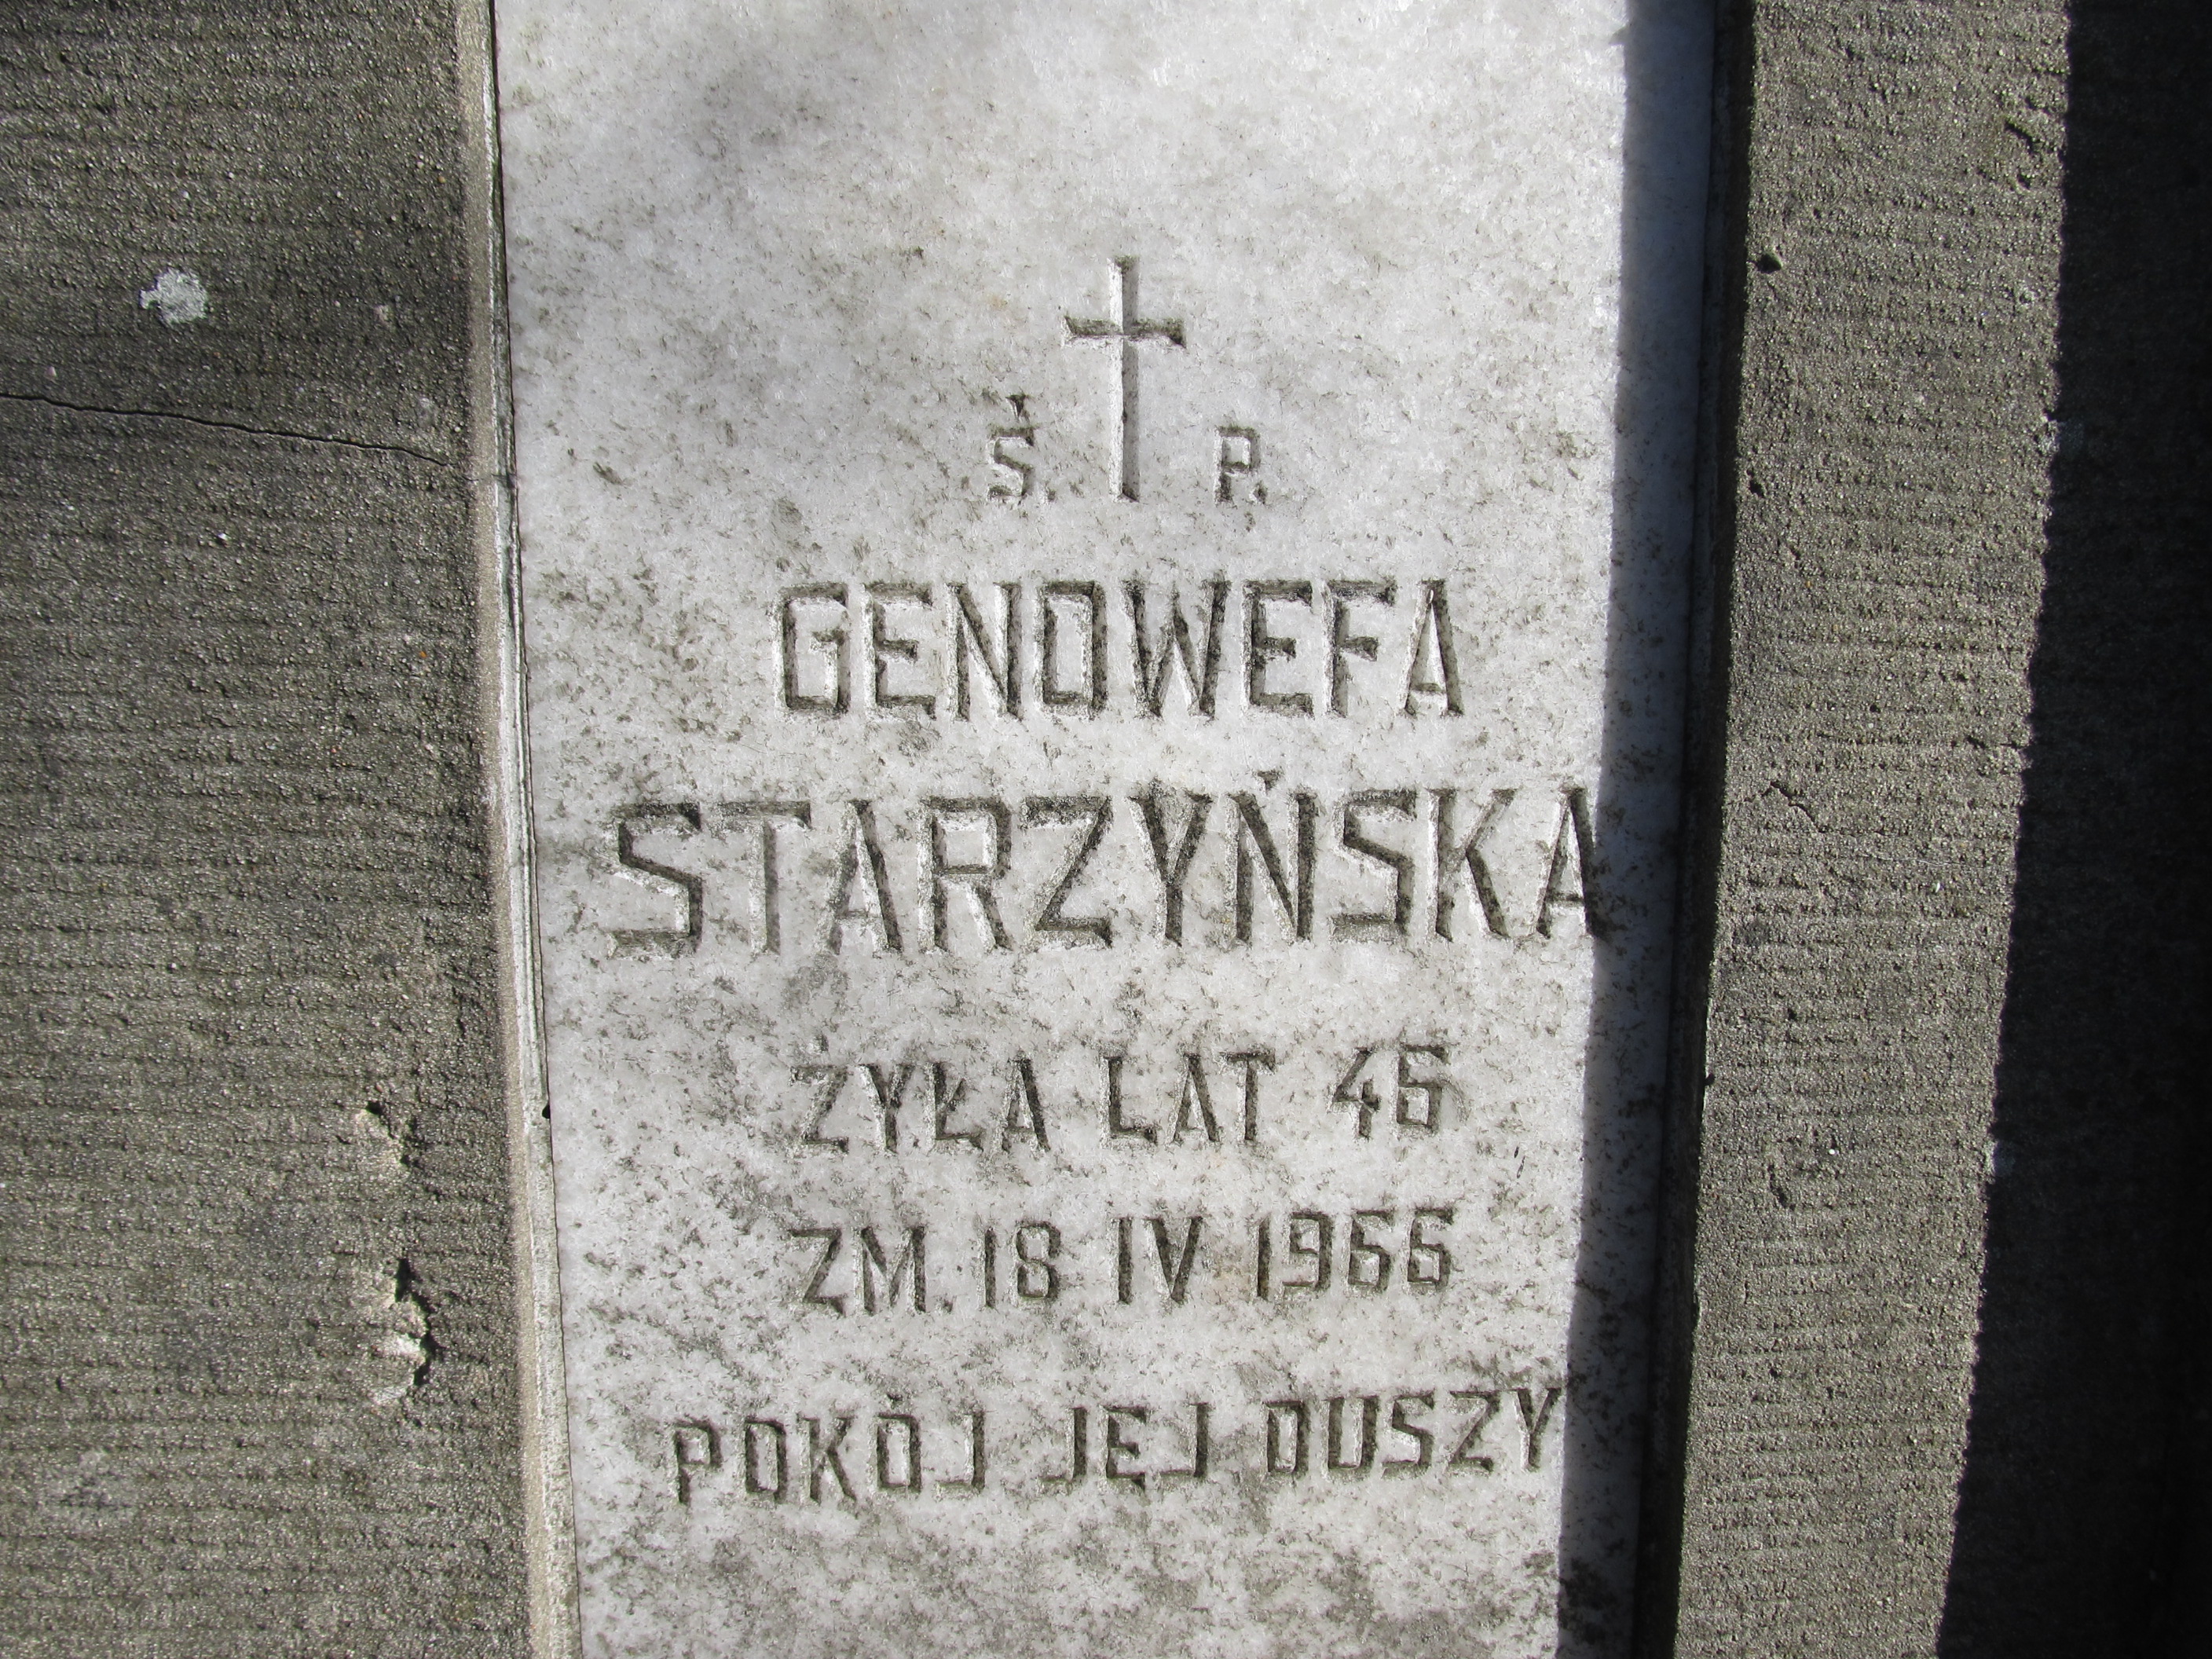 Ś. P.
GENOWEFA
STARZYŃSKA
ŻYŁA LAT 46
ZM. 18 IV 1966
POKÓJ JEJ DUSZY